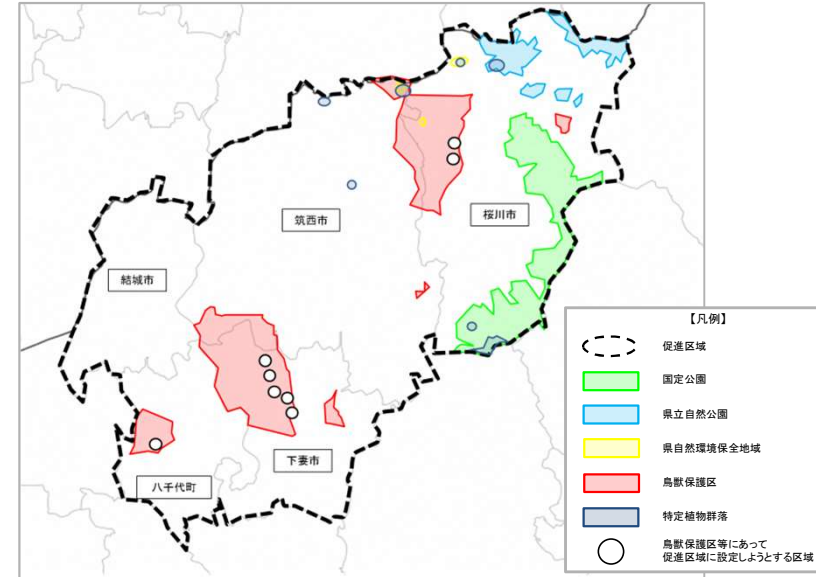 筑西市
桜川市
結城市
下妻市
八千代町
【凡例】
促進区域
国定公園
県立自然公園
県自然環境保全地域
鳥獣保護区
特定植物群落
鳥獣保護区等にあって
促進区域に設定しようとする区域